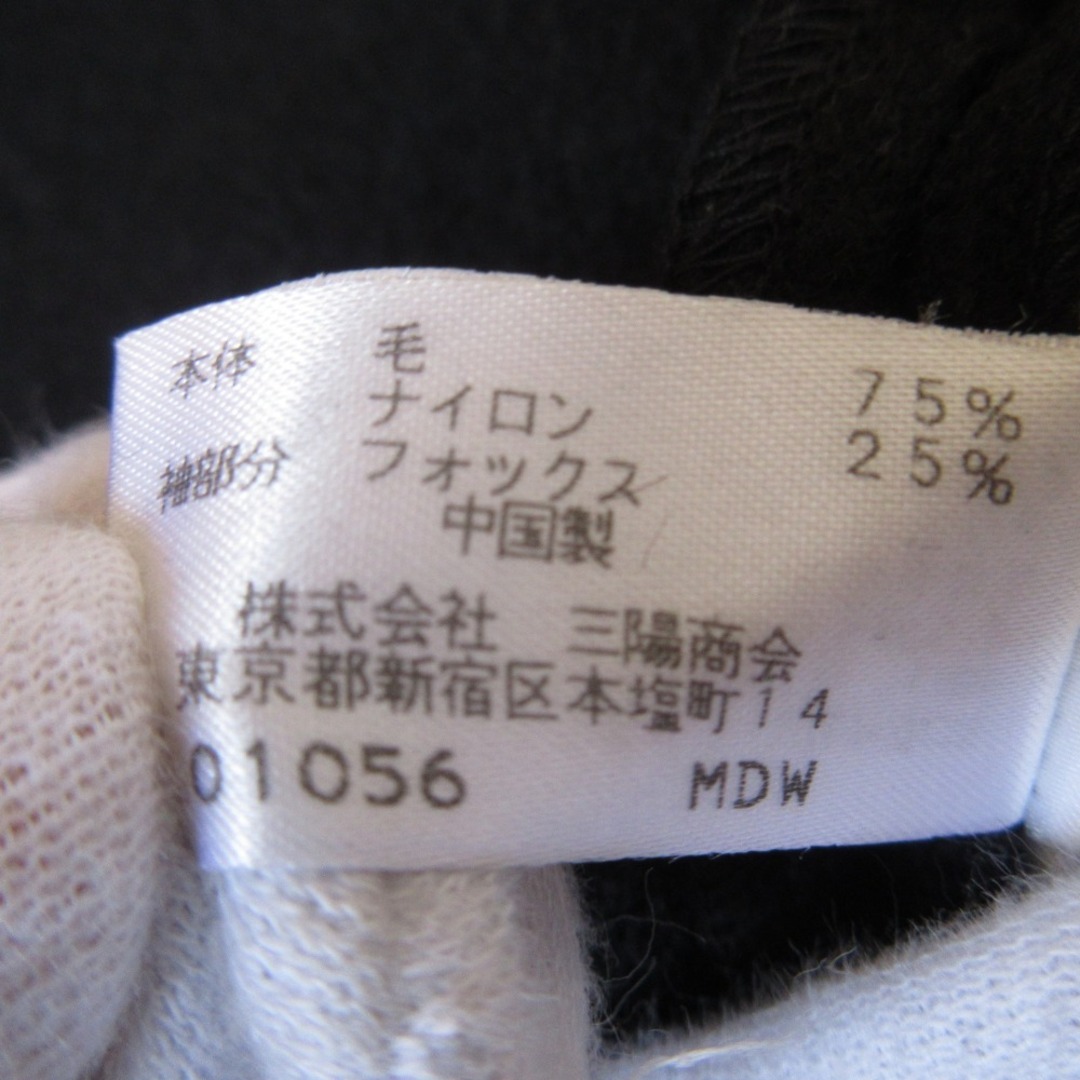 本体 毛 75%
ナイロン 25%
袖部分 フォックス
中国製
株式会社 三陽商会
東京都新宿区本塩町14
01056 MDW